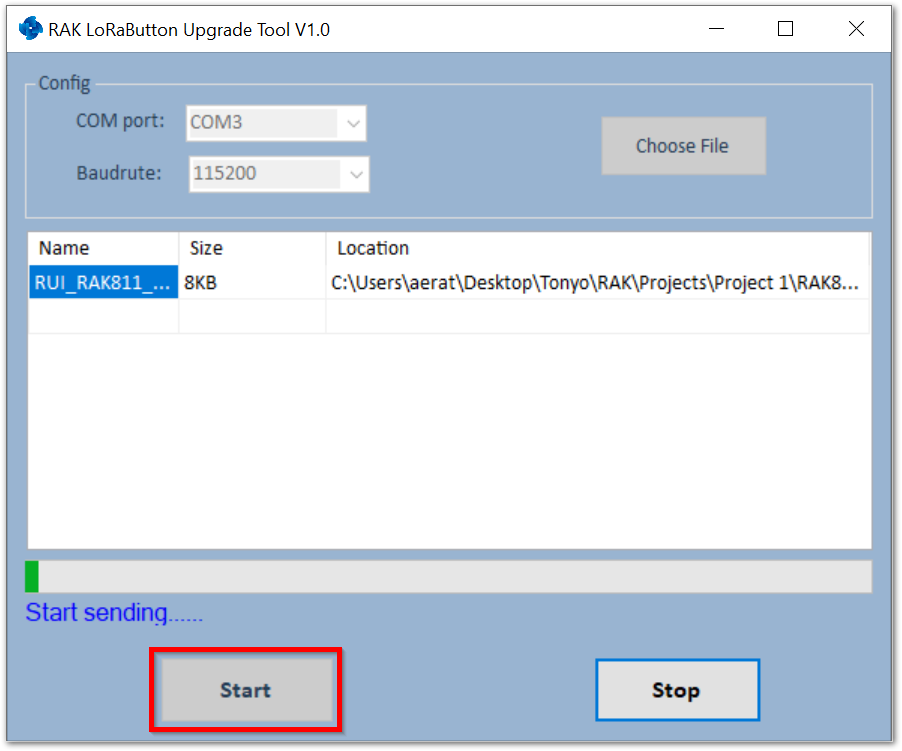 RAK LoRaButton Upgrade Tool V1.0
Config
COM port: COM3
Choose File
Baudrute: 115200
Name Size Location
RUI_RAK811_... 8KB C:\Users\aerat\Desktop\Tonyo\RAK\Projects\Project 1\RAK8...
Start sending......
Start Stop